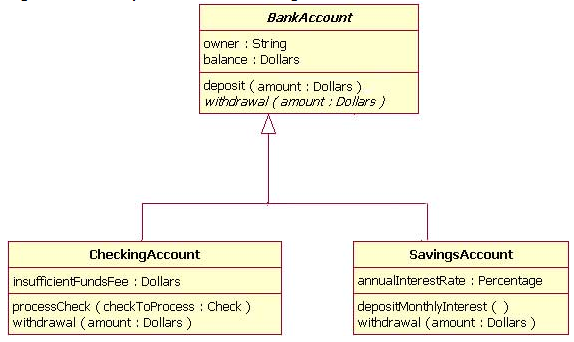 BankAccount
owner : String
balance : Dollars
deposit ( amount : Dollars )
withdrawal ( amount : Dollars )
CheckingAccount
insufficientFundsFee : Dollars
processCheck ( checkToProcess : Check )
withdrawal ( amount : Dollars )
SavingsAccount
annualInterestRate : Percentage
depositMonthlyInterest ( )
withdrawal ( amount : Dollars )